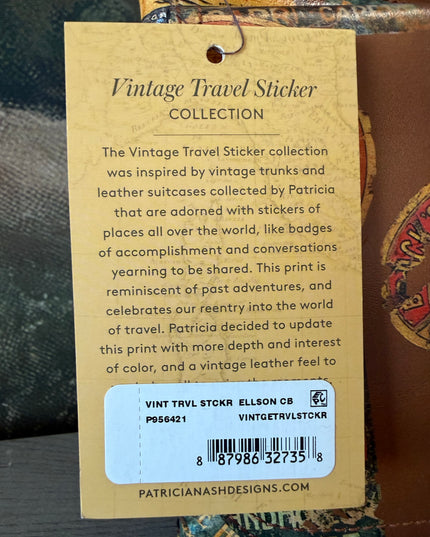 Vintage Travel Sticker
COLLECTION
The Vintage Travel Sticker collection
was inspired by vintage trunks and
leather suitcases collected by Patricia
that are adorned with stickers of
places all over the world, like badges
of accomplishment and conversations
yearning to be shared. This print is
reminiscent of past adventures, and
celebrates our reentry into the world
of travel. Patricia decided to update
this print with more depth and interest
of color, and a vintage leather feel to
VINT TRVL STCKR ELLSON CB
P956421 VINTGETRVLSTCKR
8 87986 32735 8
PATRICIANASHDESIGNS.COM